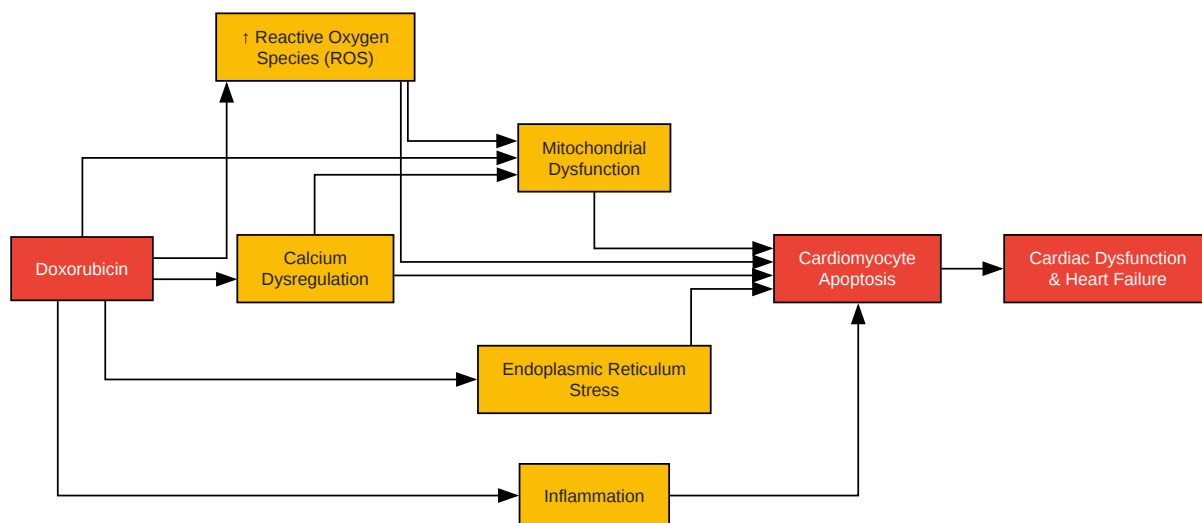 ↑ Reactive Oxygen
Species (ROS)
Mitochondrial
Dysfunction
Doxorubicin
Calcium
Dysregulation
Cardiomyocyte
Apoptosis
Cardiac Dysfunction
& Heart Failure
Endoplasmic Reticulum
Stress
Inflammation